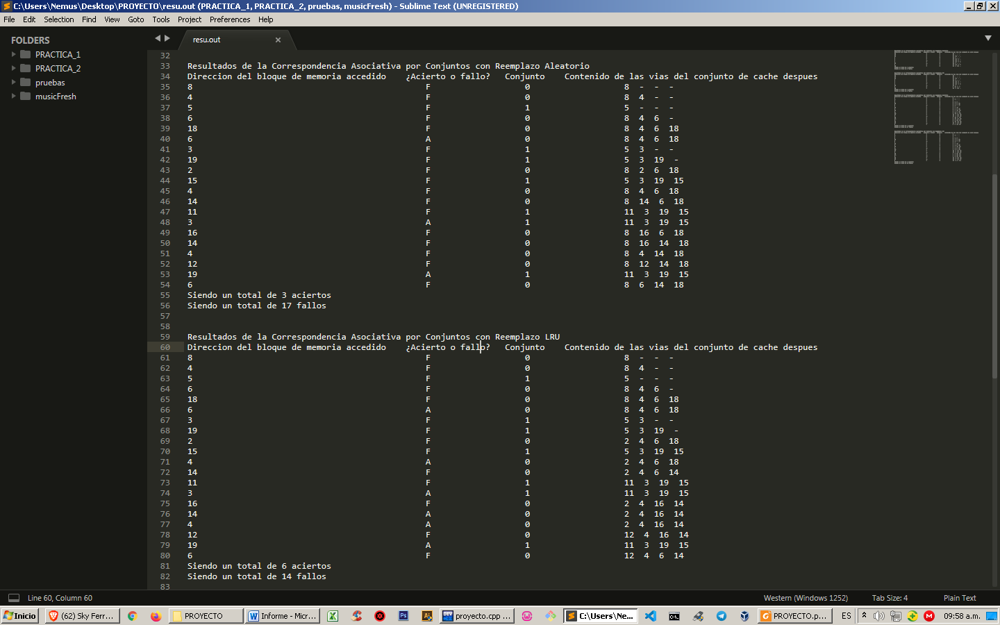 C:\Users\Nemus\Desktop\PROYECTO\resu.out (PRACTICA_1, PRACTICA_2, pruebas, musicFresh) - Sublime Text (UNREGISTERED)
File Edit Selection Find View Goto Tools Project Preferences Help
FOLDERS
PRACTICA_1
PRACTICA_2
pruebas
musicFresh
resu.out
32
33 Resultados de la Correspondencia Asociativa por Conjuntos con Reemplazo Aleatorio
34 Direccion del bloque de memoria accedido ¿Acierto o fallo? Conjunto Contenido de las vias del conjunto de cache despues
35 8 F 0 8 - - -
36 4 F 0 8 4 - -
37 5 F 1 5 - - -
38 6 F 0 8 4 6 -
39 18 F 0 8 4 6 18
40 6 A 0 8 4 6 18
41 3 F 1 5 3 - -
42 19 F 1 5 3 19 -
43 2 F 0 8 2 6 18
44 15 F 1 5 3 19 15
45 4 F 0 8 4 6 18
46 14 F 0 8 14 6 18
47 11 F 1 11 3 19 15
48 3 A 1 11 3 19 15
49 16 F 0 8 16 6 18
50 14 F 0 8 16 14 18
51 4 F 0 8 4 14 18
52 12 F 0 8 12 14 18
53 19 A 1 11 3 19 15
54 6 F 0 8 6 14 18
55 Siendo un total de 3 aciertos
56 Siendo un total de 17 fallos
57
58
59 Resultados de la Correspondencia Asociativa por Conjuntos con Reemplazo LRU
60 Direccion del bloque de memoria accedido ¿Acierto o fallo? Conjunto Contenido de las vias del conjunto de cache despues
61 8 F 0 8 - - -
62 4 F 0 8 4 - -
63 5 F 1 5 - - -
64 6 F 0 8 4 6 -
65 18 F 0 8 4 6 18
66 6 A 0 8 4 6 18
67 3 F 1 5 3 - -
68 19 F 1 5 3 19 -
69 2 F 0 2 4 6 18
70 15 F 1 5 3 19 15
71 4 A 0 2 4 6 18
72 14 F 0 2 4 6 14
73 11 F 1 11 3 19 15
74 3 A 1 11 3 19 15
75 16 F 0 2 4 16 14
76 14 A 0 2 4 16 14
77 4 A 0 2 4 16 14
78 12 F 0 12 4 16 14
79 19 A 1 11 3 19 15
80 6 F 0 12 4 6 14
81 Siendo un total de 6 aciertos
82 Siendo un total de 14 fallos
83
Line 60, Column 60 Western (Windows 1252) Tab Size: 4 Plain Text
Inicio (62) Sky Ferr... PROYECTO Informe - Micr... proyecto.cpp ... C:\Users\Ne... PROYECTO.p... ES 09:58 a.m.